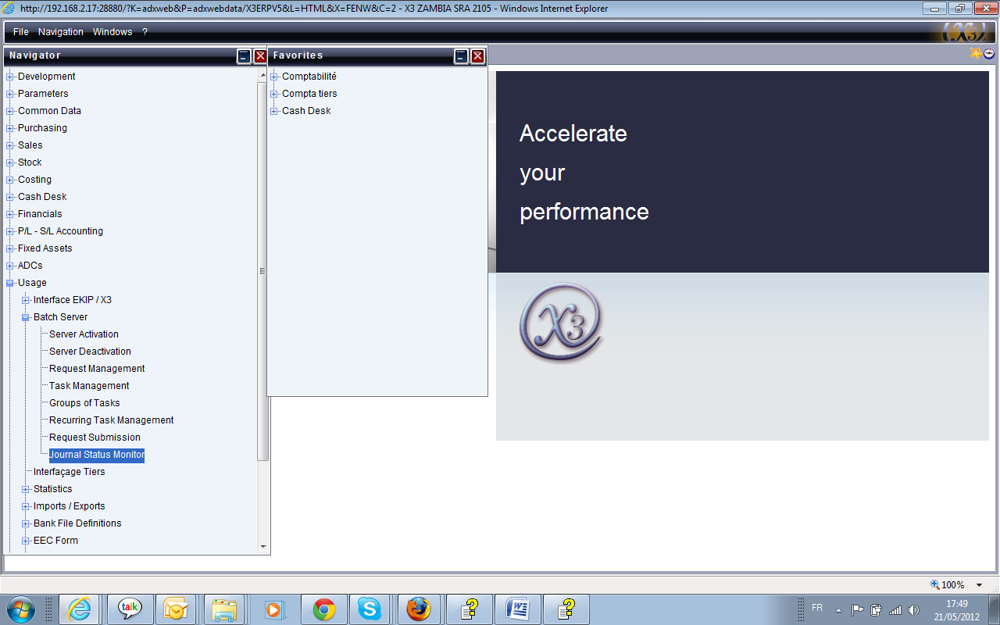 http://192.168.2.17:28880/?K=adxweb&P=adxwebdata/X3ERPV5&L=HTML&X=FENW&C=2 - X3 ZAMBIA SRA 2105 - Windows Internet Explorer
File Navigation Windows ?
X3
Navigator
Development
Parameters
Common Data
Purchasing
Sales
Stock
Costing
Cash Desk
Financials
P/L - S/L Accounting
Fixed Assets
ADCs
Usage
Interface EKIP / X3
Batch Server
Server Activation
Server Deactivation
Request Management
Task Management
Groups of Tasks
Recurring Task Management
Request Submission
Journal Status Monitor
Interfaçage Tiers
Statistics
Imports / Exports
Bank File Definitions
EEC Form
Favorites
Comptabilité
Compta tiers
Cash Desk
Accelerate
your
performance
X3
100%
talk
FR
17:49
21/05/2012